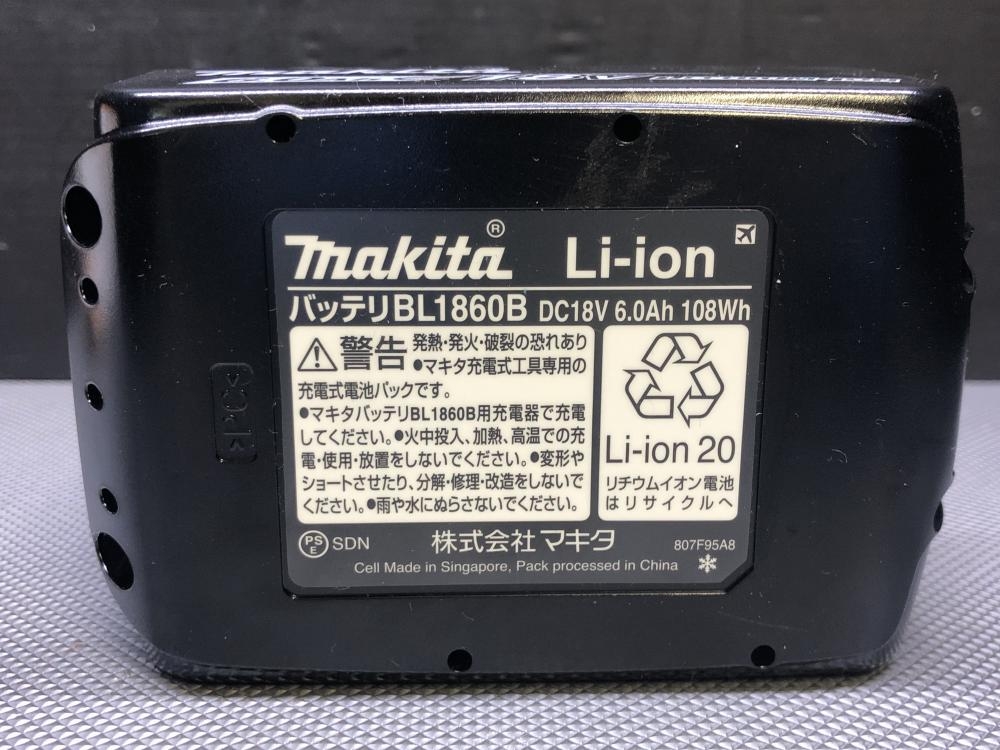 makita® Li-ion
バッテリBL1860B DC18V 6.0Ah 108Wh
警告 発熱・発火・破裂の恐れあり
●マキタ充電式工具専用の
充電式電池パックです。
●マキタバッテリBL1860B用充電器で充電
してください。●火中投入、加熱、高温での充
電・使用・放置をしないでください。●変形や
ショートさせたり、分解・修理・改造をしないで
ください。●雨や水にぬらさないでください。
Li-ion 20
リチウムイオン電池
はリサイクルへ
PS
E SDN 株式会社マキタ 807F95A8
Cell Made in Singapore, Pack processed in China